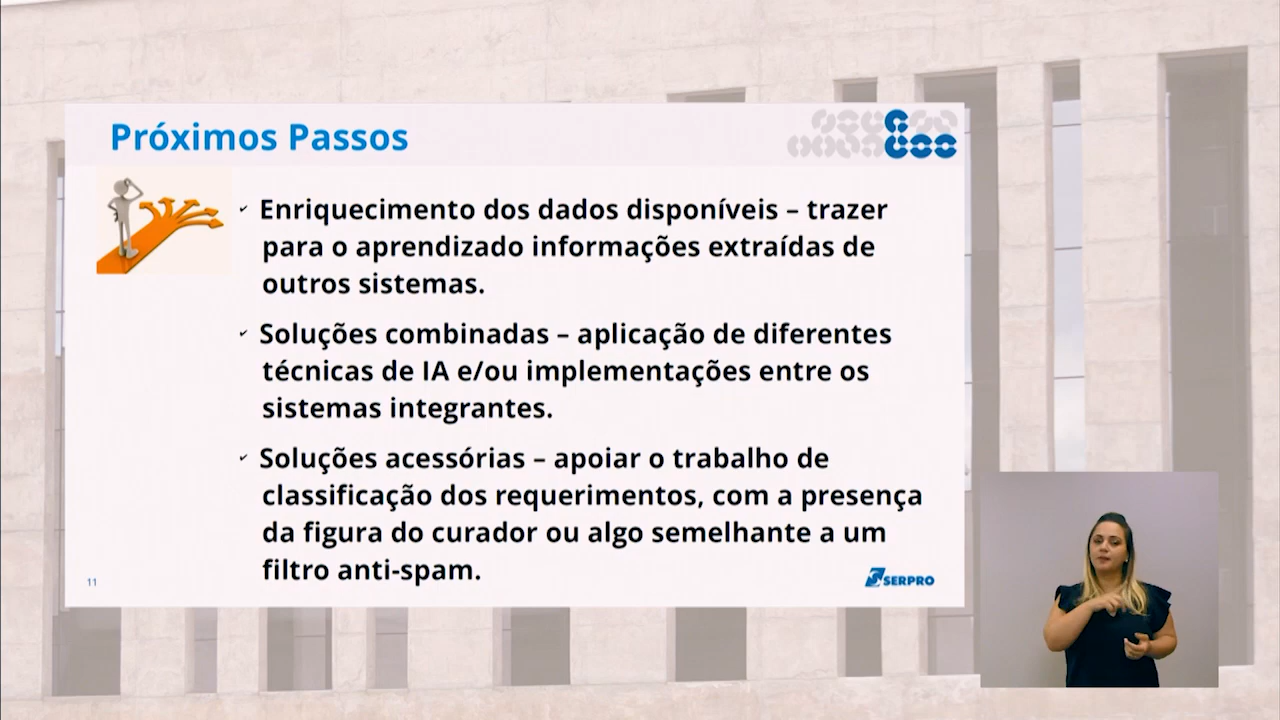 Próximos Passos
✔ Enriquecimento dos dados disponíveis – trazer
para o aprendizado informações extraídas de
outros sistemas.
✔ Soluções combinadas – aplicação de diferentes
técnicas de IA e/ou implementações entre os
sistemas integrantes.
✔ Soluções acessórias – apoiar o trabalho de
classificação dos requerimentos, com a presença
da figura do curador ou algo semelhante a um
filtro anti-spam.
11
SERPRO